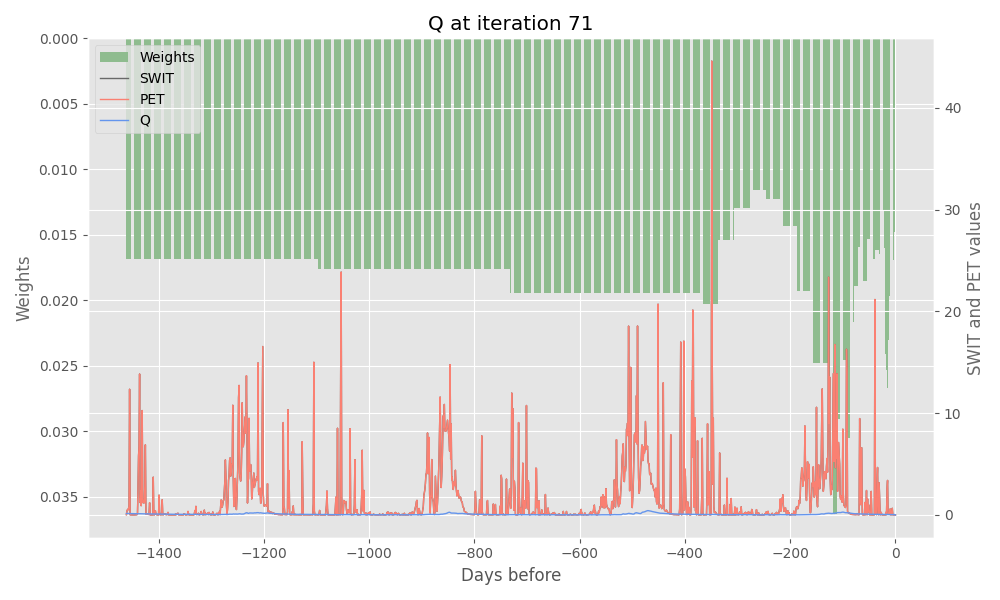 Q at iteration 71
Weights
SWIT
PET
Q
0.000
0.005
0.010
0.015
0.020
0.025
0.030
0.035
Weights
40
30
20
10
0
SWIT and PET values
−1400
−1200
−1000
−800
−600
−400
−200
0
Days before